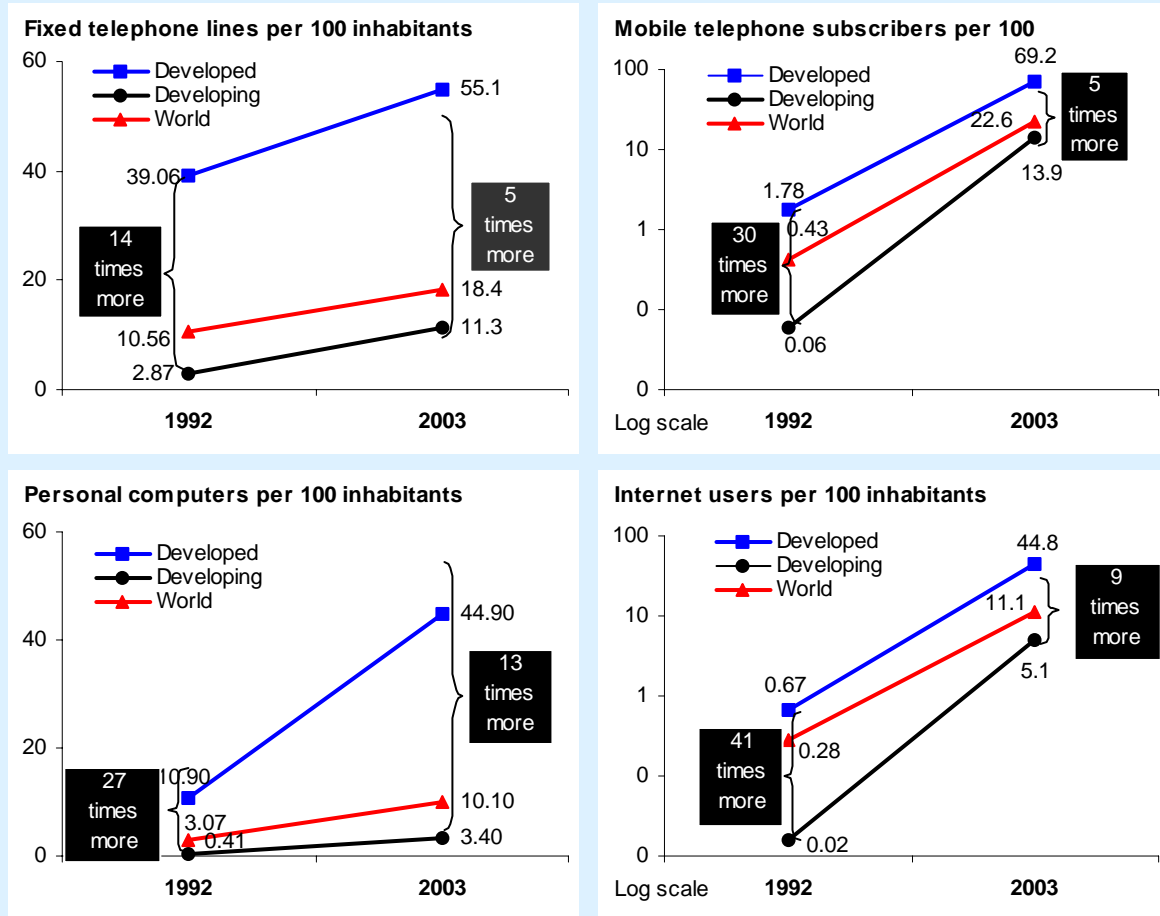 Fixed telephone lines per 100 inhabitants
60
40
20
0
Developed
Developing
World
39.06
10.56
2.87
55.1
18.4
11.3
14
times
more
5
times
more
1992
2003
Mobile telephone subscribers per 100
100
10
1
0
0
Developed
Developing
World
1.78
0.43
0.06
69.2
22.6
13.9
30
times
more
5
times
more
Log scale
1992
2003
Personal computers per 100 inhabitants
60
40
20
0
Developed
Developing
World
10.90
3.07
0.41
44.90
10.10
3.40
27
times
more
13
times
more
1992
2003
Internet users per 100 inhabitants
100
10
1
0
0
Developed
Developing
World
0.67
0.28
0.02
44.8
11.1
5.1
41
times
more
9
times
more
Log scale
1992
2003